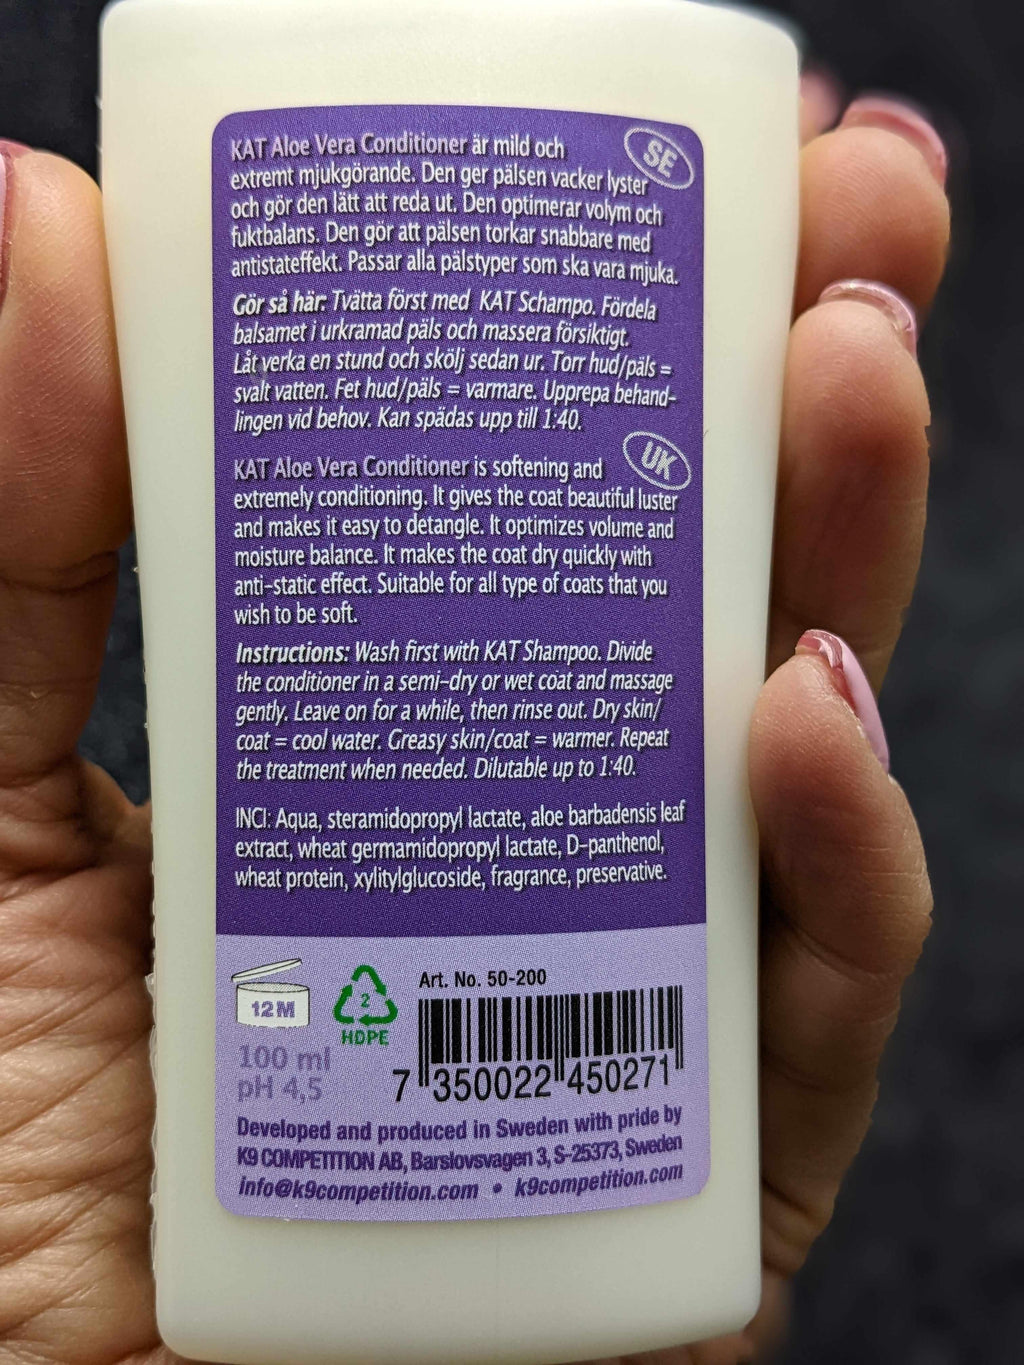 KAT Aloe Vera Conditioner är mild och
SE
extremt mjukgörande. Den ger pälsen vacker lyster
och gör den lätt att reda ut. Den optimerar volym och
fuktbalans. Den gör att pälsen torkar snabbare med
antistateffekt. Passar alla pälstyper som ska vara mjuka.
Gör så här: Tvätta först med KAT Schampo. Fördela
balsamet i urkramad päls och massera försiktigt.
Låt verka en stund och skölj sedan ur. Torr hud/päls =
svalt vatten. Fet hud/päls = varmare. Upprepa behand-
lingen vid behov. Kan spädas upp till 1:40.
KAT Aloe Vera Conditioner is softening and
UK
extremely conditioning. It gives the coat beautiful luster
and makes it easy to detangle. It optimizes volume and
moisture balance. It makes the coat dry quickly with
anti-static effect. Suitable for all type of coats that you
wish to be soft.
Instructions: Wash first with KAT Shampoo. Divide
the conditioner in a semi-dry or wet coat and massage
gently. Leave on for a while, then rinse out. Dry skin/
coat = cool water. Greasy skin/coat = warmer. Repeat
the treatment when needed. Dilutable up to 1:40.
INCI: Aqua, steramidopropyl lactate, aloe barbadensis leaf
extract, wheat germamidopropyl lactate, D-panthenol,
wheat protein, xylitylglucoside, fragrance, preservative.
12 M
2
HDPE
Art. No. 50-200
100 ml
pH 4,5
7 350022 450271
Developed and produced in Sweden with pride by
K9 COMPETITION AB, Barslovsvagen 3, S-25373, Sweden
info@k9competition.com • k9competition.com